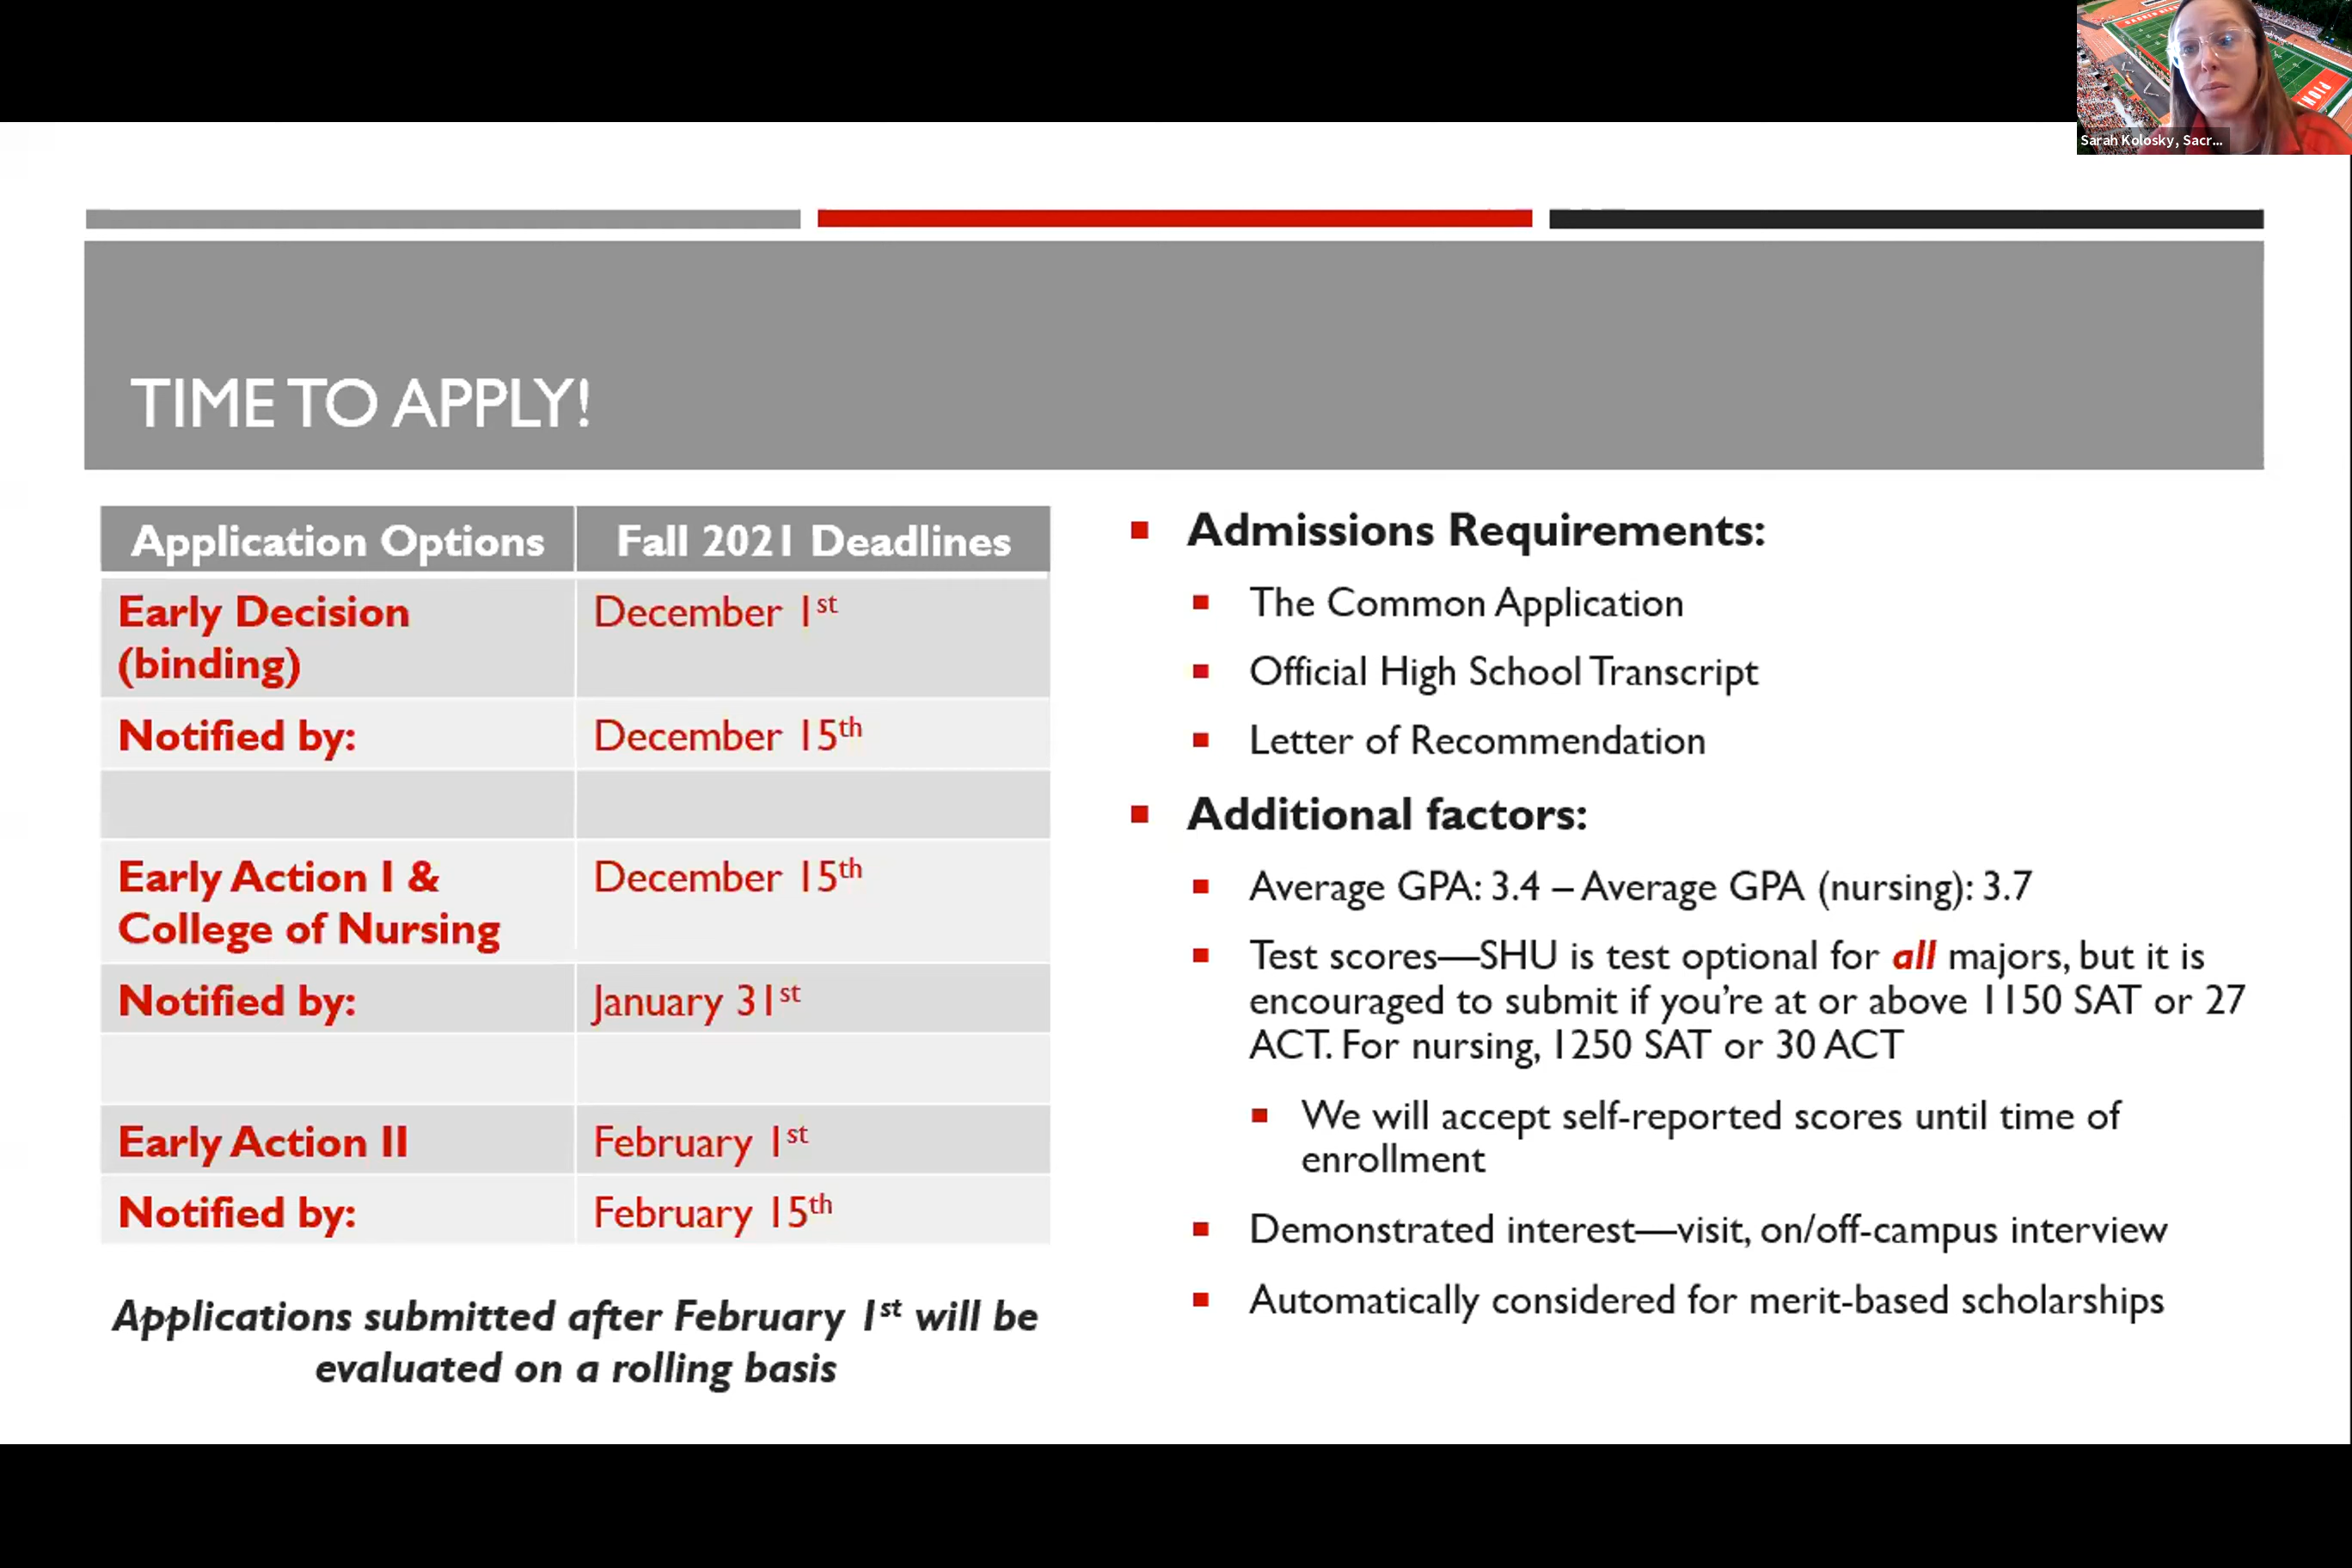 Sarah Kolosky, Sacr...
TIME TO APPLY!
Application Options
Fall 2021 Deadlines
Early Decision
(binding)
December 1st
Notified by:
December 15th
Early Action I &
College of Nursing
December 15th
Notified by:
January 31st
Early Action II
February 1st
Notified by:
February 15th
Applications submitted after February 1st will be
evaluated on a rolling basis
Admissions Requirements:
The Common Application
Official High School Transcript
Letter of Recommendation
Additional factors:
Average GPA: 3.4 – Average GPA (nursing): 3.7
Test scores—SHU is test optional for all majors, but it is
encouraged to submit if you’re at or above 1150 SAT or 27
ACT. For nursing, 1250 SAT or 30 ACT
We will accept self-reported scores until time of
enrollment
Demonstrated interest—visit, on/off-campus interview
Automatically considered for merit-based scholarships